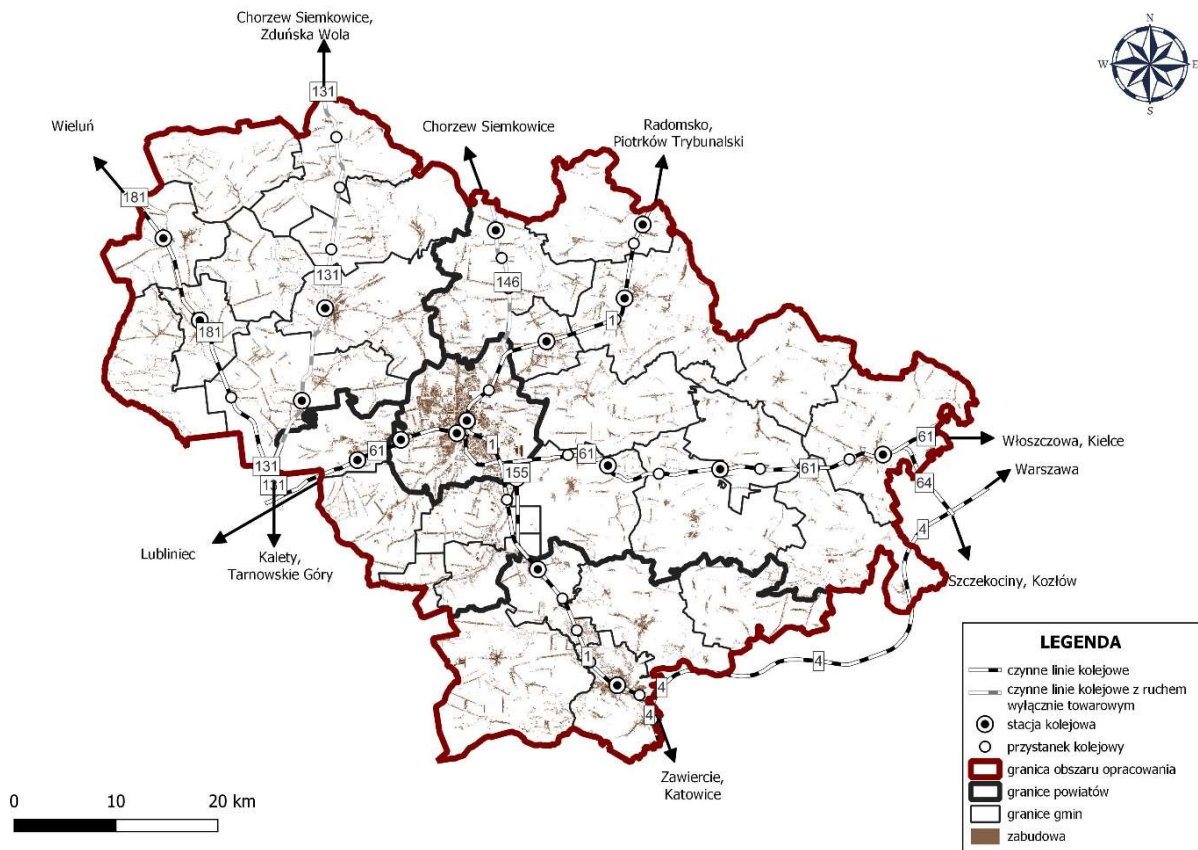 Chorzew Siemkowice,
Zduńska Wola
N
W
E
S
131
Wieluń
Chorzew Siemkowice
Radomsko,
Piotrków Trybunalski
181
131
146
181
1
61
1
61
61
61
Włoszczowa, Kielce
155
Warszawa
131
131
64
4
Lubliniec
Kalety,
Tarnowskie Góry
Szczekociny, Kozłów
1
4
4
4
Zawiercie,
Katowice
LEGENDA
czynne linie kolejowe
czynne linie kolejowe z ruchem
wyłącznie towarowym
stacja kolejowa
przystanek kolejowy
granica obszaru opracowania
granice powiatów
granice gmin
zabudowa
0 10 20 km